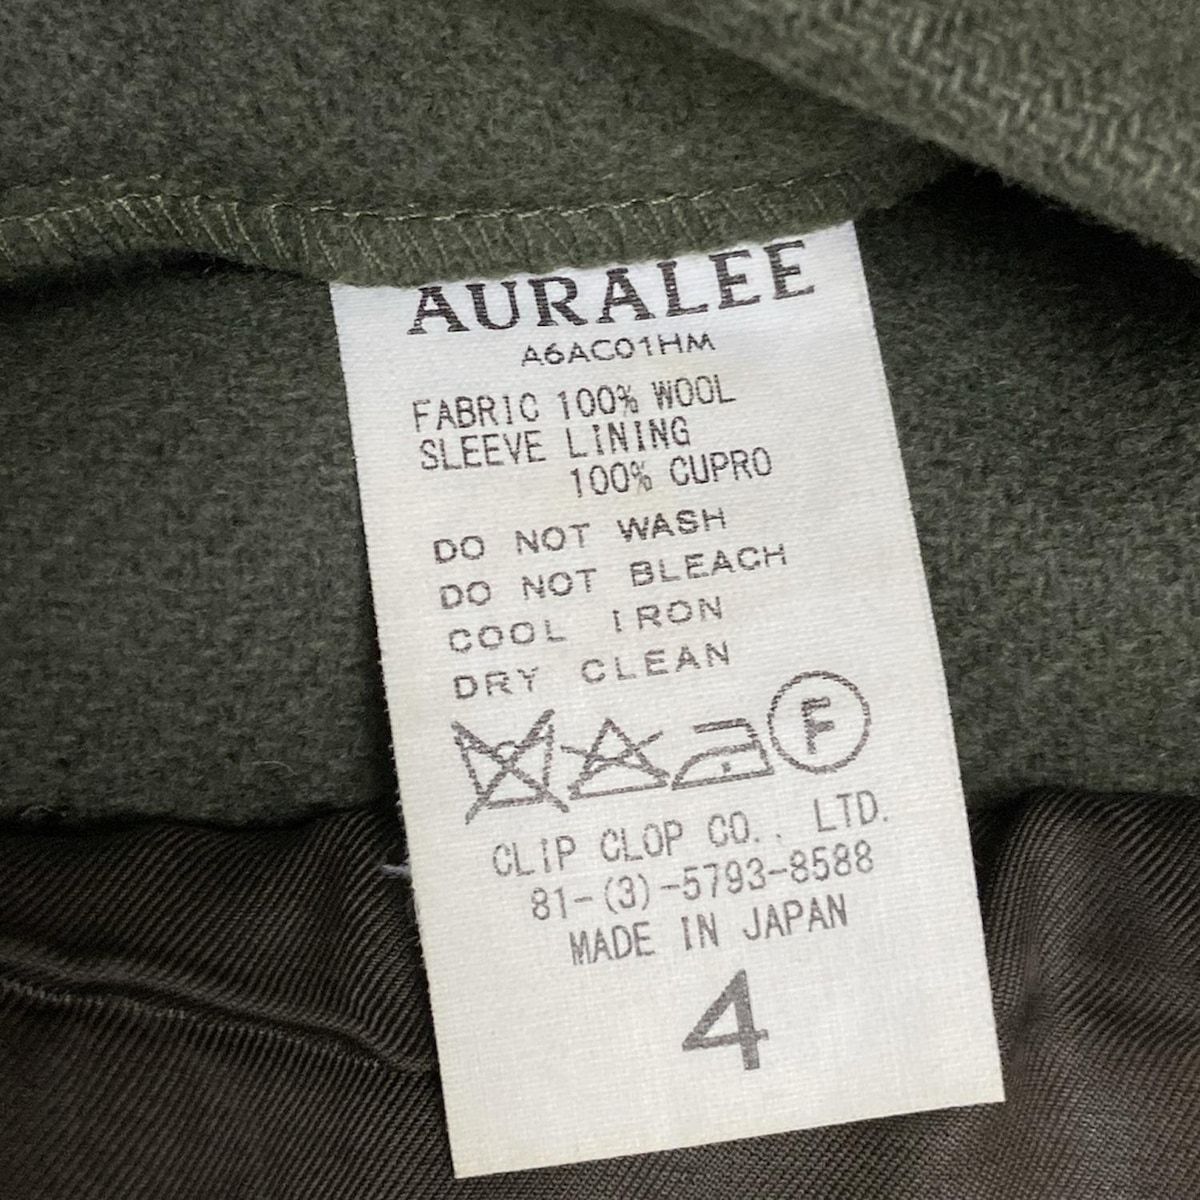 AURALEE
A6AC01HM
FABRIC 100% WOOL
SLEEVE LINING
100% CUPRO
DO NOT WASH
DO NOT BLEACH
COOL IRON
DRY CLEAN
F
CLIP CLOP CO., LTD.
81-(3)-5793-8588
MADE IN JAPAN
4